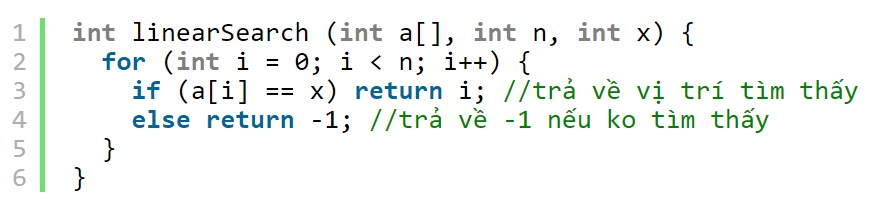 1 int linearSearch (int a[], int n, int x) {
2 for (int i = 0; i < n; i++) {
3 if (a[i] == x) return i; //trả về vị trí tìm thấy
4 else return -1; //trả về -1 nếu ko tìm thấy
5 }
6 }